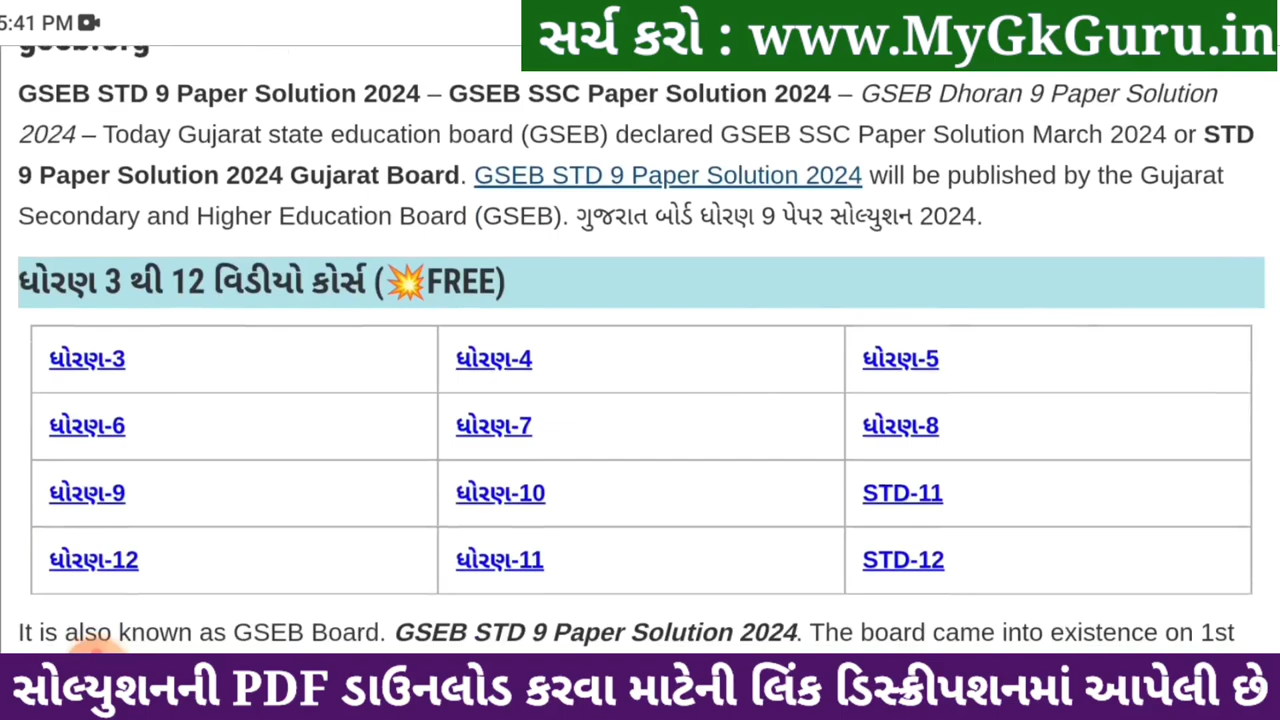 5:41 PM
સર્ચ કરો : www.MyGkGuru.in
GSEB STD 9 Paper Solution 2024 – GSEB SSC Paper Solution 2024 – GSEB Dhoran 9 Paper Solution
2024 – Today Gujarat state education board (GSEB) declared GSEB SSC Paper Solution March 2024 or STD
9 Paper Solution 2024 Gujarat Board. GSEB STD 9 Paper Solution 2024 will be published by the Gujarat
Secondary and Higher Education Board (GSEB). ગુજરાત બોર્ડ ધોરણ 9 પેપર સોલ્યુશન 2024.
ધોરણ 3 થી 12 વિડીયો કોર્સ (💥FREE)
ધોરણ-3 ધોરણ-4 ધોરણ-5
ધોરણ-6 ધોરણ-7 ધોરણ-8
ધોરણ-9 ધોરણ-10 STD-11
ધોરણ-12 ધોરણ-11 STD-12
It is also known as GSEB Board. GSEB STD 9 Paper Solution 2024. The board came into existence on 1st
સોલ્યુશનની PDF ડાઉનલોડ કરવા માટેની લિંક ડિસ્ક્રીપશનમાં આપેલી છે